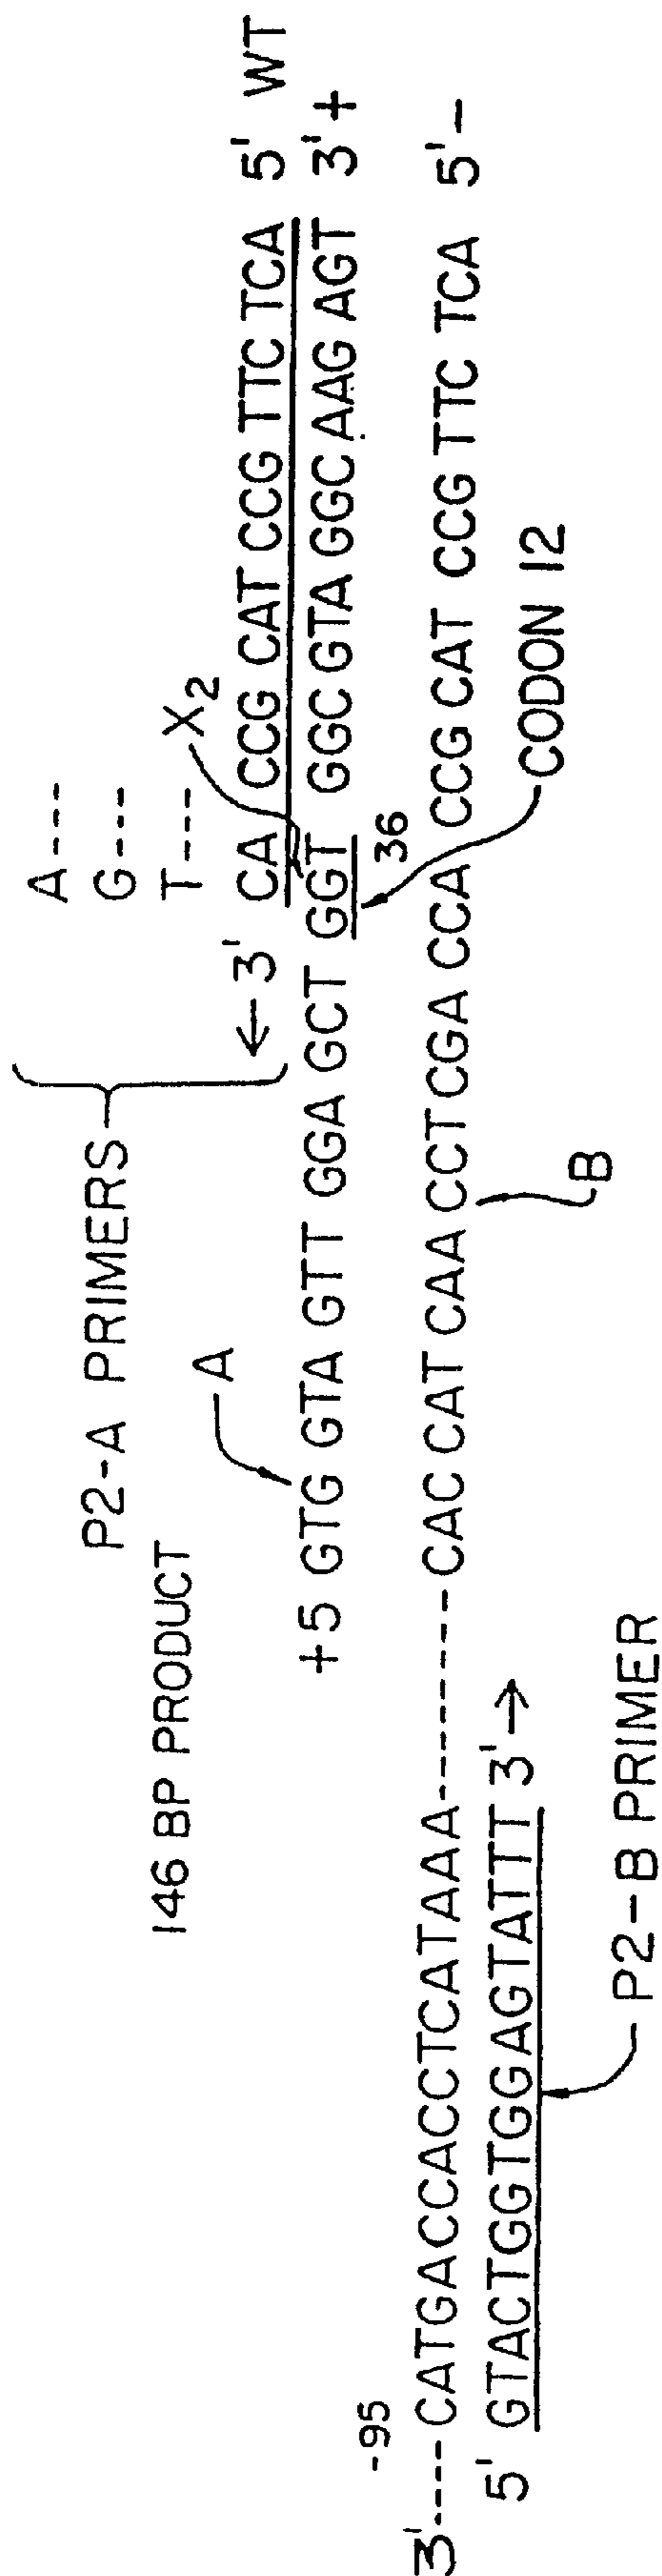 A---
G---
T---
X2
P2-A PRIMERS
146 BP PRODUCT
← 3' CA CCG CAT CCG TTC TCA 5' WT
A
+5 GTG GTA GTT GGA GCT GGT GGC GTA GGC AAG AGT 3'+
-95
36
3'----CATGACCACCTCATAAA---------CAC CAT CAA CCT CGA CCA CCG CAT CCG TTC TCA 5'-
5' GTACTGGTGGAGTATTT 3'→
B
CODON 12
P2-B PRIMER